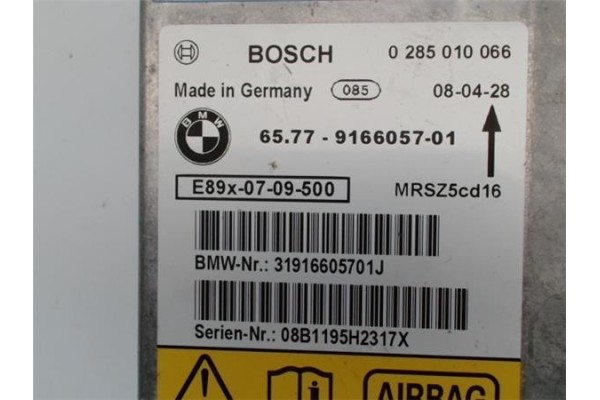 BOSCH 0 285 010 066
Made in Germany 085 08-04-28
BMW
65.77 - 9166057-01
E89x-07-09-500 MRSZ5cd16
BMW-Nr.: 31916605701J
Serien-Nr.: 08B1195H2317X
AIRBAG